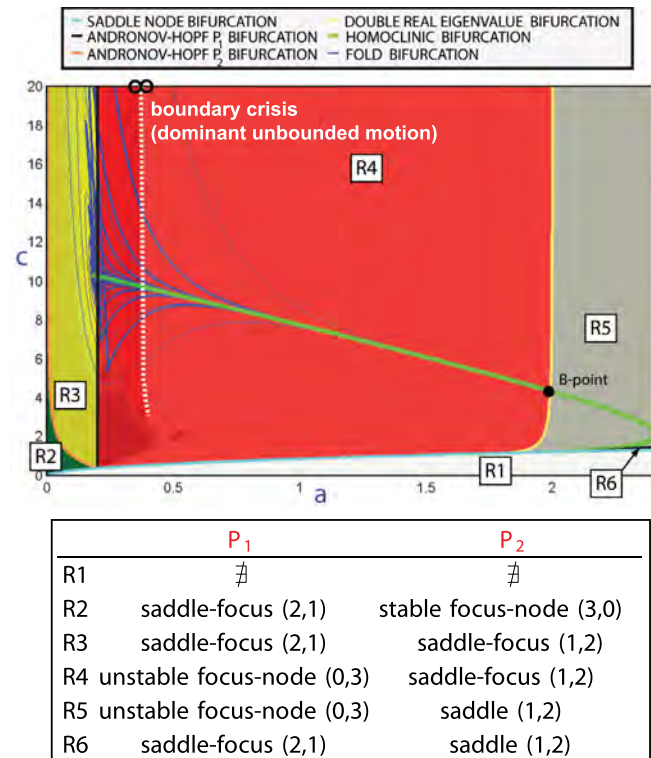 SADDLE NODE BIFURCATION
DOUBLE REAL EIGENVALUE BIFURCATION
ANDRONOV-HOPF P1 BIFURCATION
HOMOCLINIC BIFURCATION
ANDRONOV-HOPF P2 BIFURCATION
FOLD BIFURCATION
20
18
16
14
12
10
8
6
4
2
0
c
boundary crisis
(dominant unbounded motion)
R4
R5
R3
B-point
R2
R1
R6
0
0.5
1
1.5
2
a
P1 P2
R1 ∄ ∄
R2 saddle-focus (2,1) stable focus-node (3,0)
R3 saddle-focus (2,1) saddle-focus (1,2)
R4 unstable focus-node (0,3) saddle-focus (1,2)
R5 unstable focus-node (0,3) saddle (1,2)
R6 saddle-focus (2,1) saddle (1,2)